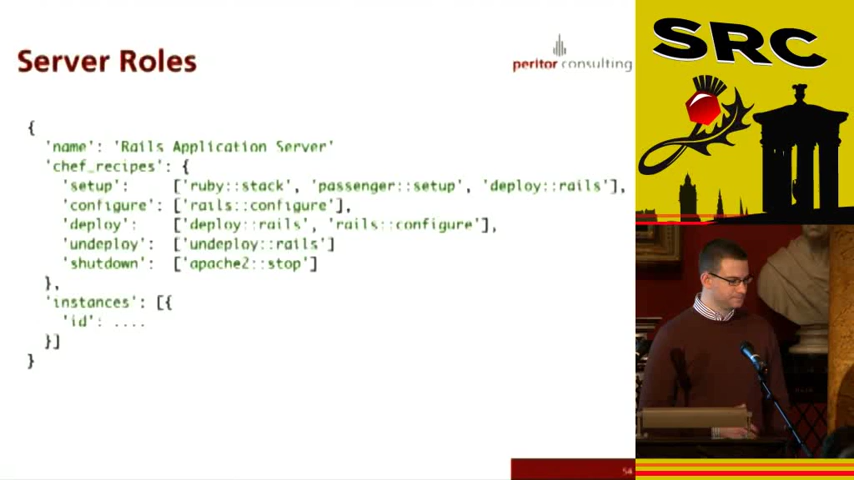 Server Roles
peritor consulting
{
'name': 'Rails Application Server'
'chef_recipes': {
'setup': ['ruby::stack', 'passenger::setup', 'deploy::rails'],
'configure': ['rails::configure'],
'deploy': ['deploy::rails', 'rails::configure'],
'undeploy': ['undeploy::rails']
'shutdown': ['apache2::stop']
},
'instances': [{
'id': ....
}]
}
SRC